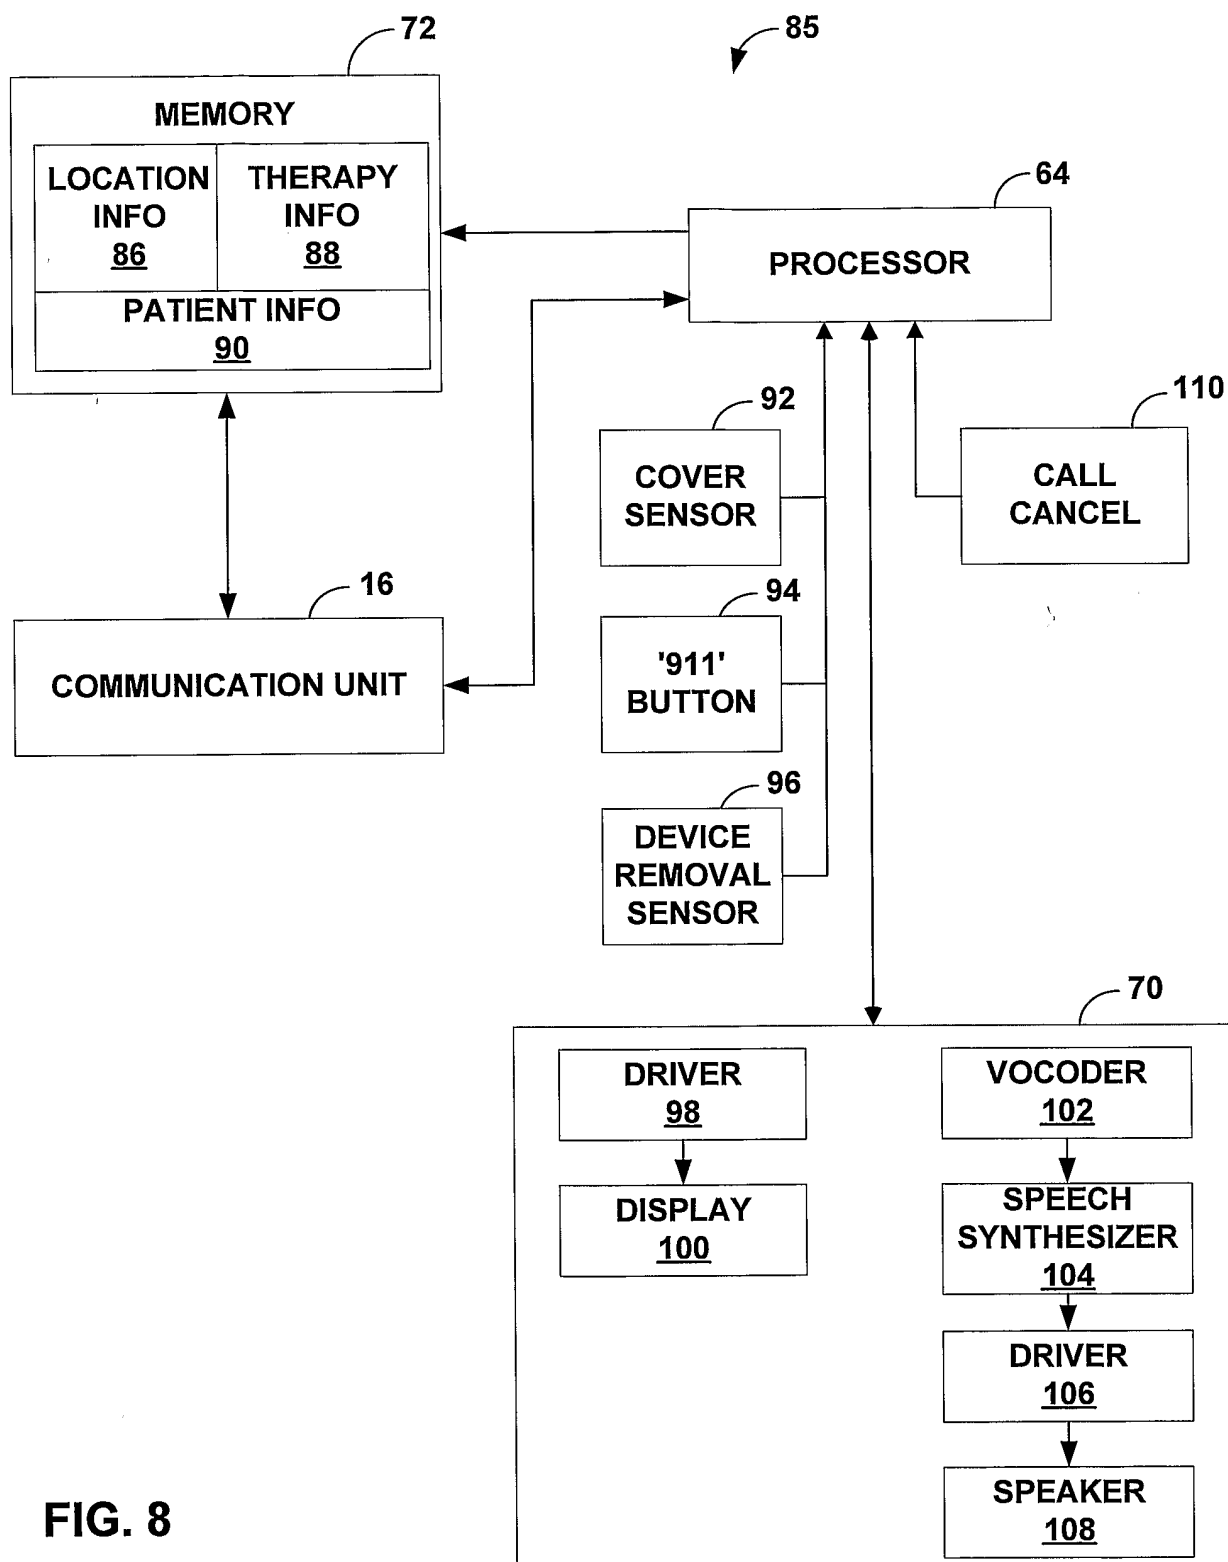 72
85
MEMORY
LOCATION
INFO
86
THERAPY
INFO
88
PATIENT INFO
90
64
PROCESSOR
92
COVER
SENSOR
110
CALL
CANCEL
16
COMMUNICATION UNIT
94
'911'
BUTTON
96
DEVICE
REMOVAL
SENSOR
70
DRIVER
98
DISPLAY
100
VOCODER
102
SPEECH
SYNTHESIZER
104
DRIVER
106
SPEAKER
108
FIG. 8